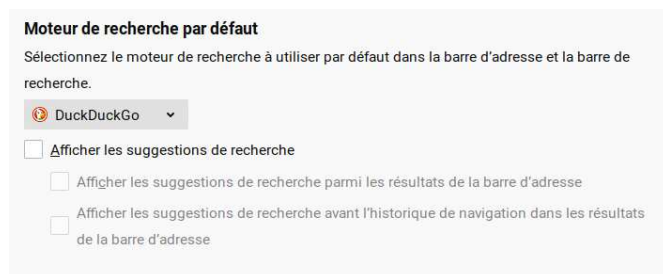 Moteur de recherche par défaut
Sélectionnez le moteur de recherche à utiliser par défaut dans la barre d’adresse et la barre de
recherche.
DuckDuckGo
Afficher les suggestions de recherche
Afficher les suggestions de recherche parmi les résultats de la barre d’adresse
Afficher les suggestions de recherche avant l’historique de navigation dans les résultats
de la barre d’adresse